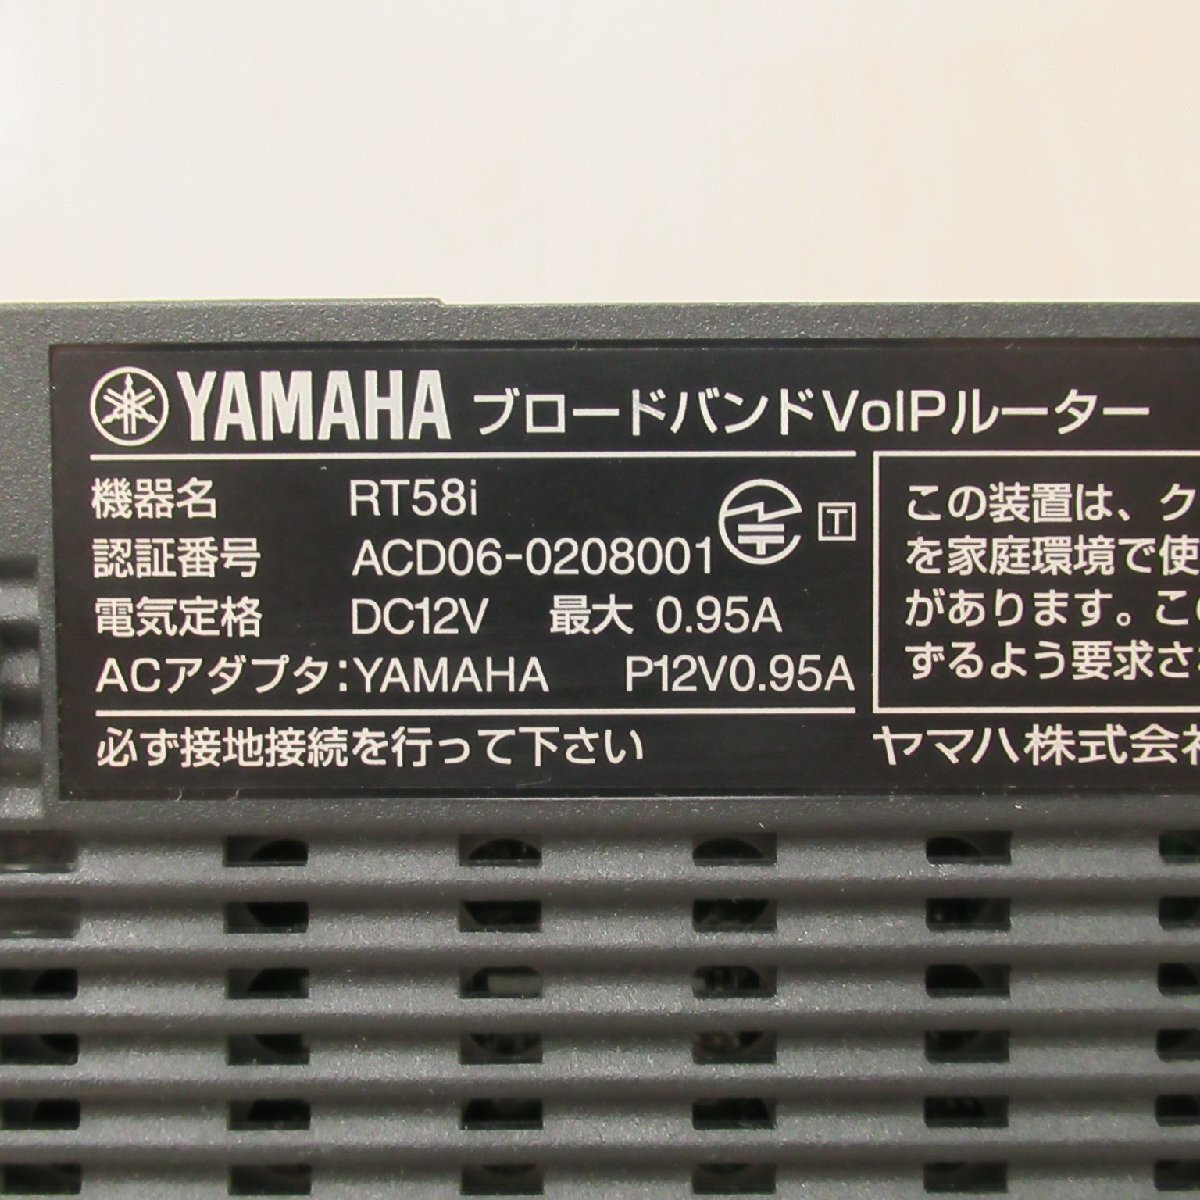 YAMAHA ブロードバンドVoIPルーター
機器名 RT58i
認証番号 ACD06-0208001
T
電気定格 DC12V 最大 0.95A
ACアダプタ:YAMAHA P12V0.95A
必ず接地接続を行って下さい
この装置は、ク
を家庭環境で使
があります。この
ずるよう要求さ
ヤマハ株式会社